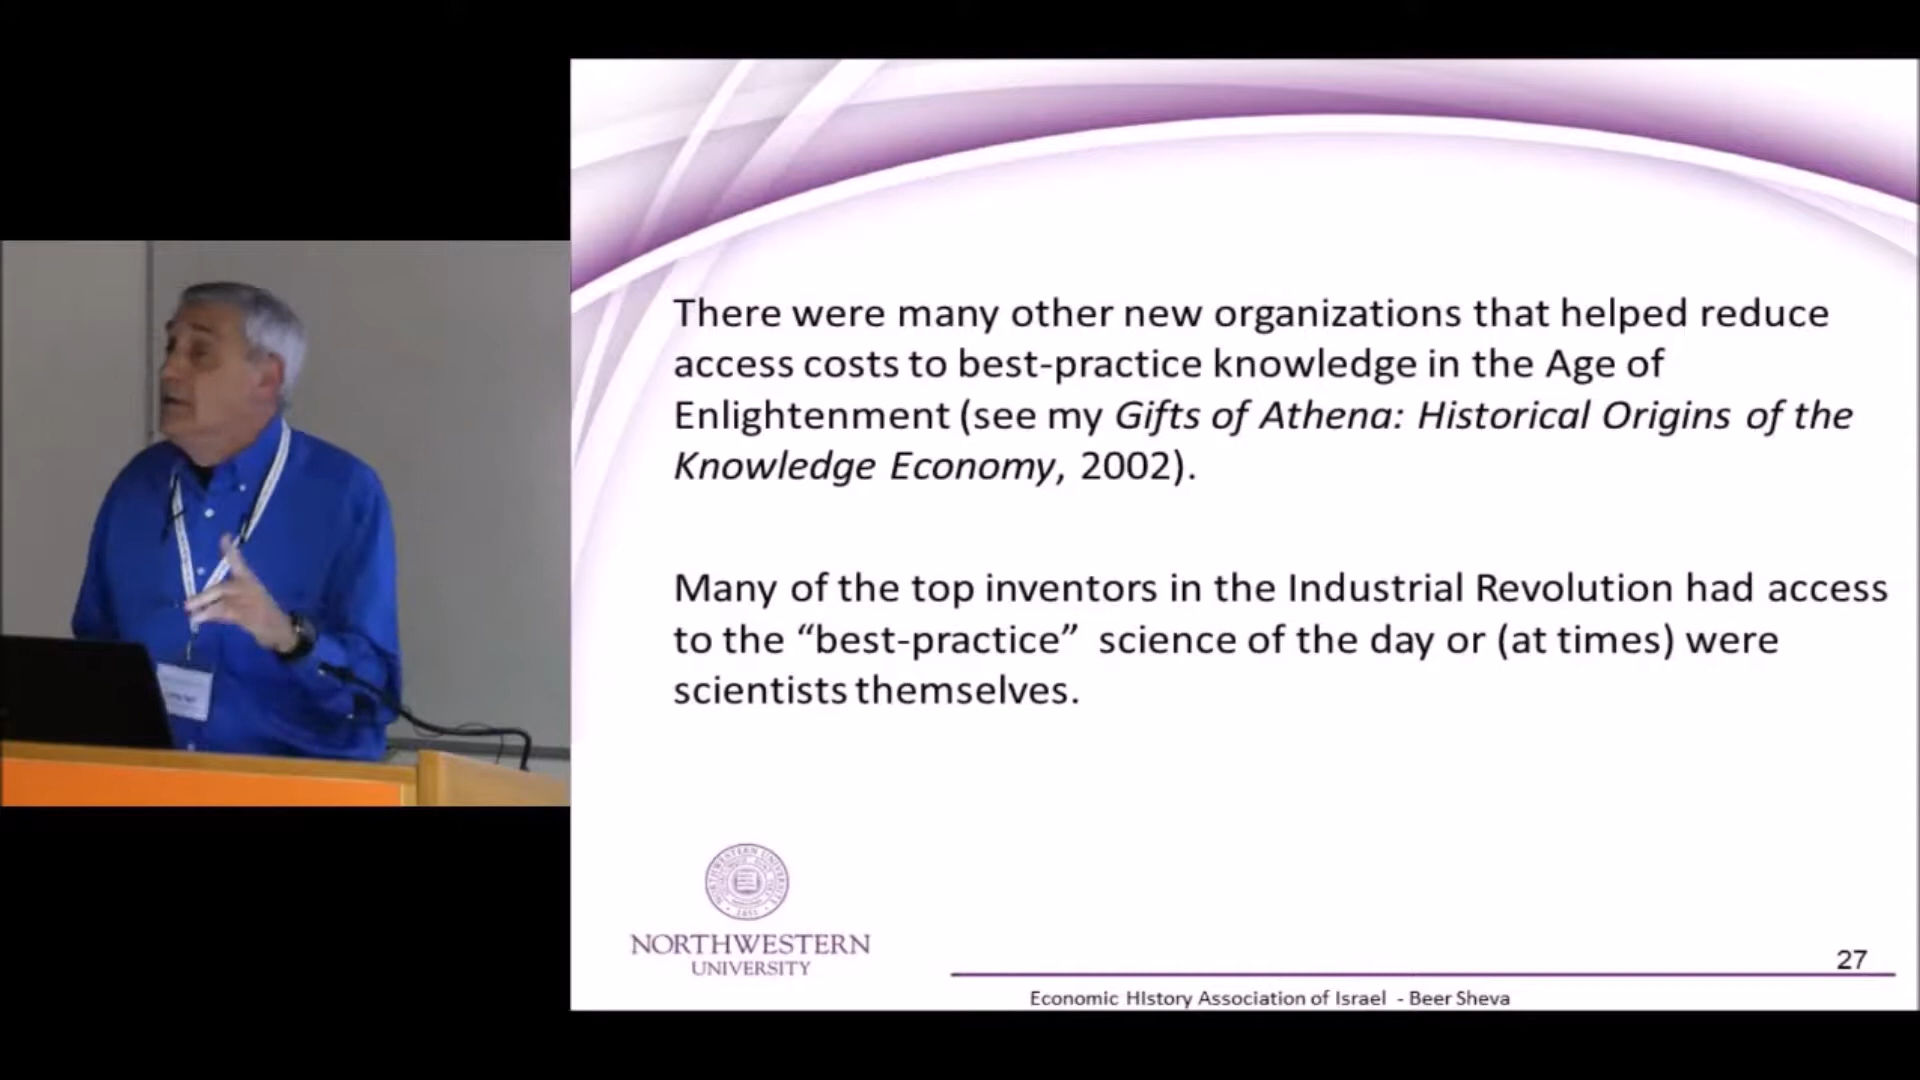 There were many other new organizations that helped reduce
access costs to best-practice knowledge in the Age of
Enlightenment (see my Gifts of Athena: Historical Origins of the
Knowledge Economy, 2002).
Many of the top inventors in the Industrial Revolution had access
to the “best-practice” science of the day or (at times) were
scientists themselves.
NORTHWESTERN
UNIVERSITY
27
Economic HIstory Association of Israel - Beer Sheva